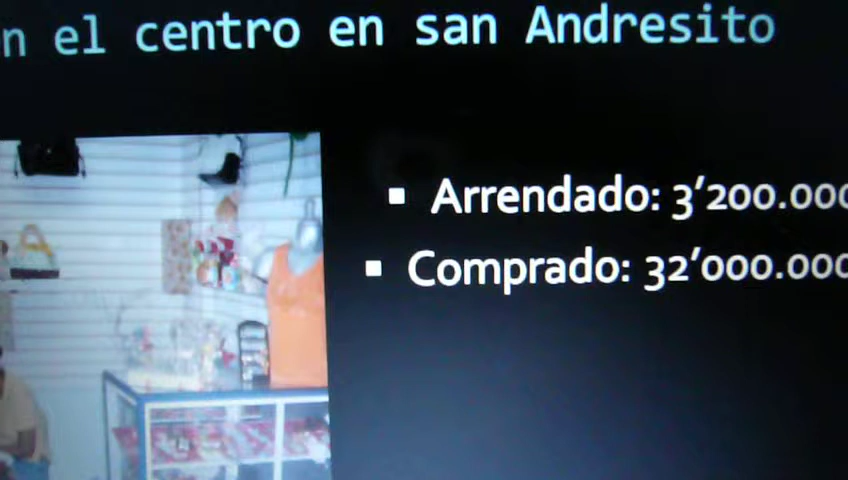 n el centro en san Andresito
▪ Arrendado: 3'200.000
▪ Comprado: 32'000.000